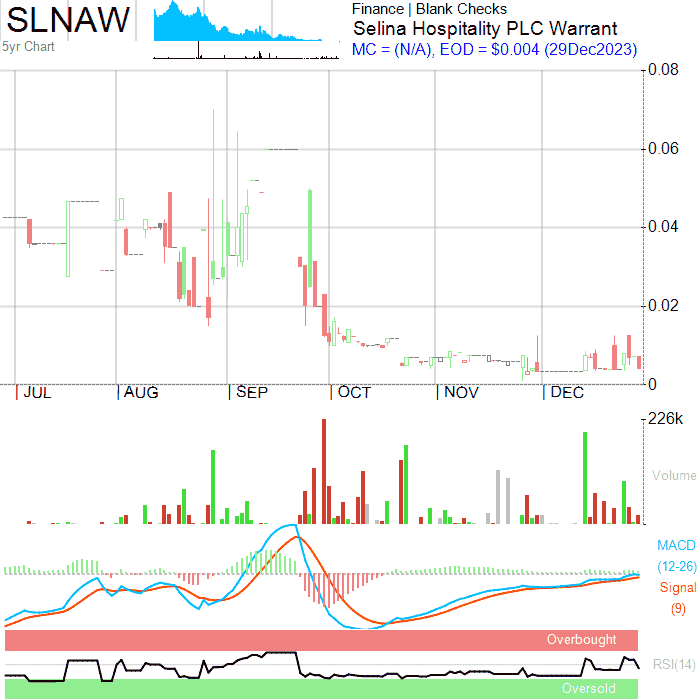 SLNAW
5yr Chart
Finance | Blank Checks
Selina Hospitality PLC Warrant
MC = (N/A), EOD = $0.004 (29Dec2023)
0.08
0.06
0.04
0.02
0
JUL AUG SEP OCT NOV DEC
226k
Volume
MACD
(12-26)
Signal
(9)
Overbought
RSI(14)
Oversold